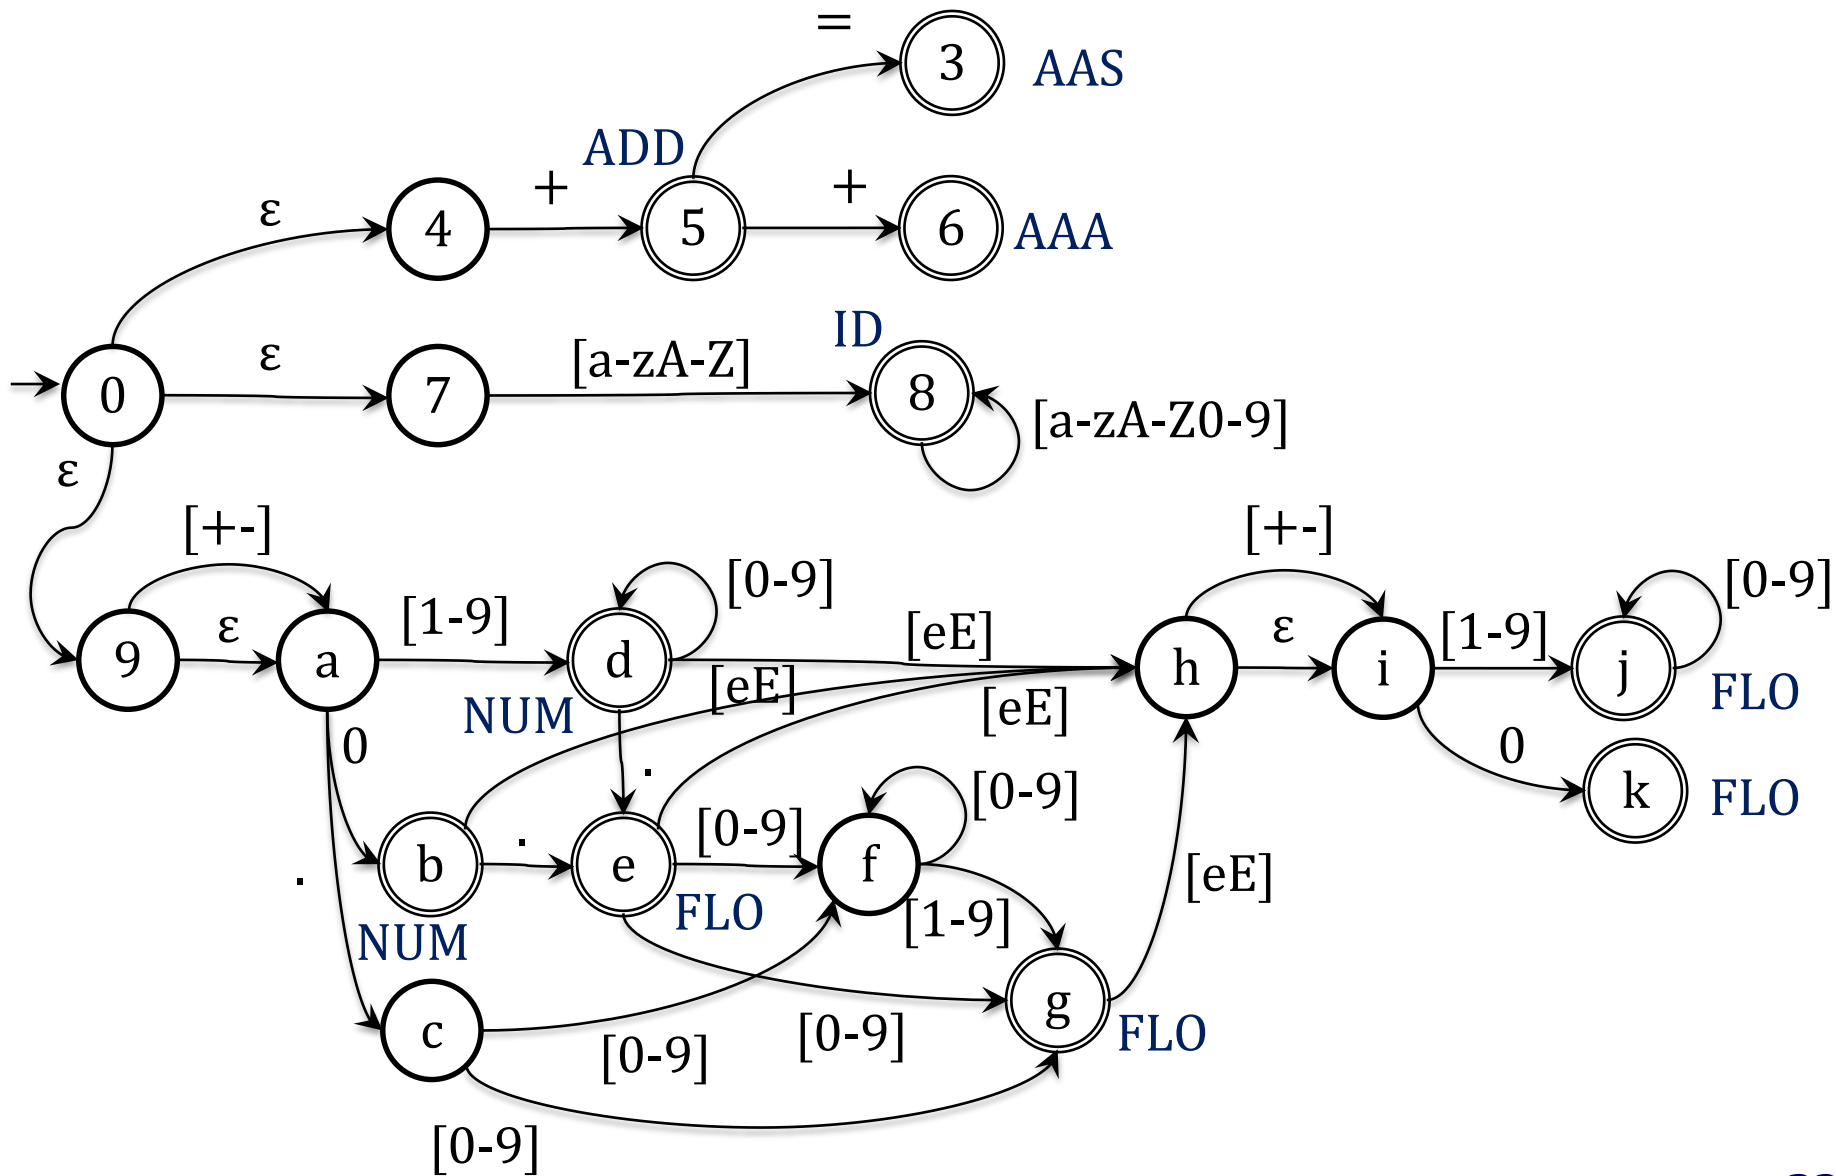 =
3
AAS
ADD
ε
4
+
5
+
6
AAA
ID
0
ε
7
[a-zA-Z]
8
[a-zA-Z0-9]
ε
[+-]
[+-]
[0-9]
[0-9]
9
ε
a
[1-9]
d
[eE]
h
ε
i
[1-9]
j
NUM
[eE]
[eE]
FLO
0
.
0
k
FLO
[0-9]
[0-9]
.
b
.
e
f
NUM
FLO
[1-9]
[eE]
c
[0-9]
[0-9]
g
FLO
[0-9]